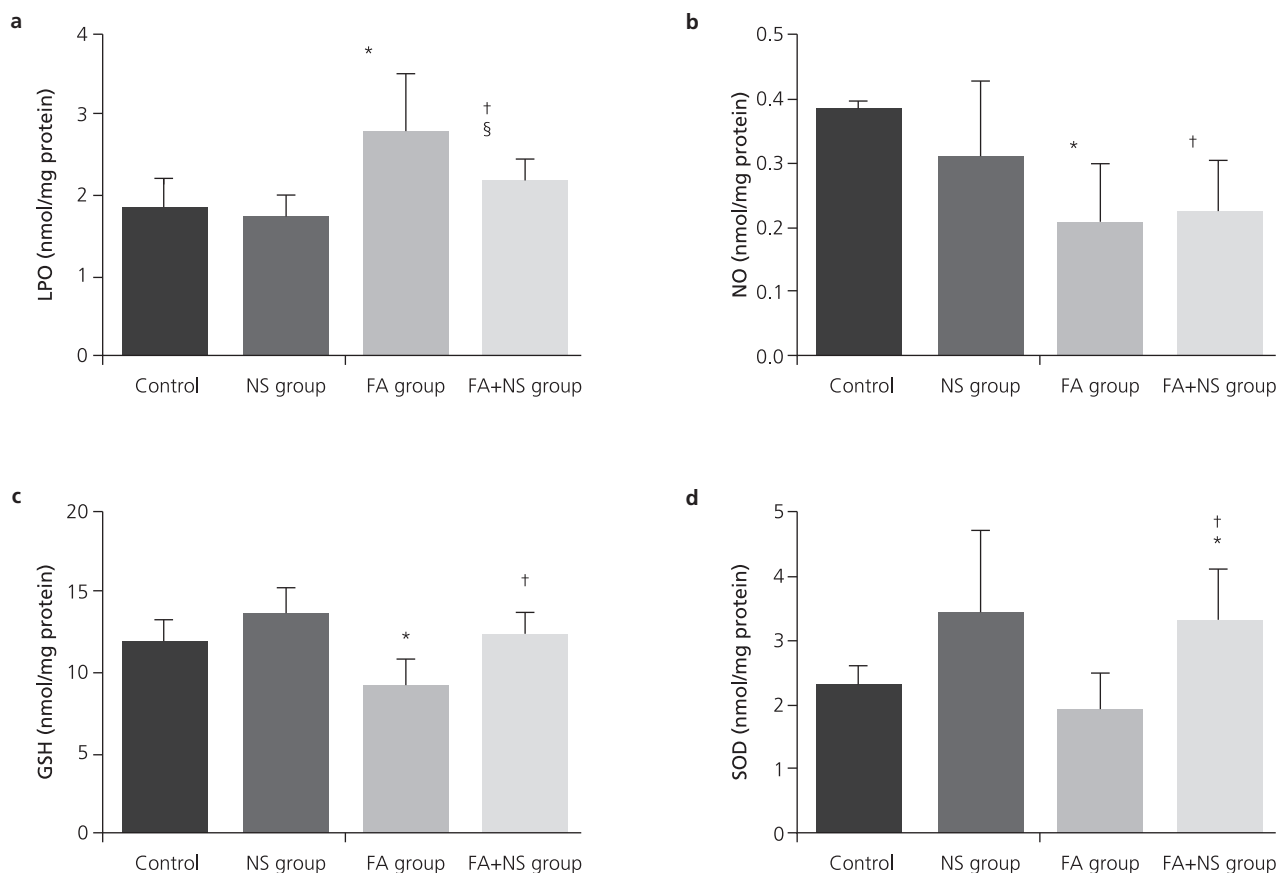 a
LPO (nmol/mg protein)
4
3
2
1
0
*
†
§
Control NS group FA group FA+NS group
b
NO (nmol/mg protein)
0.5
0.4
0.3
0.2
0.1
0.0
*
†
Control NS group FA group FA+NS group
c
GSH (nmol/mg protein)
20
15
10
5
0
*
†
Control NS group FA group FA+NS group
d
SOD (nmol/mg protein)
5
4
3
2
1
0
†
*
Control NS group FA group FA+NS group